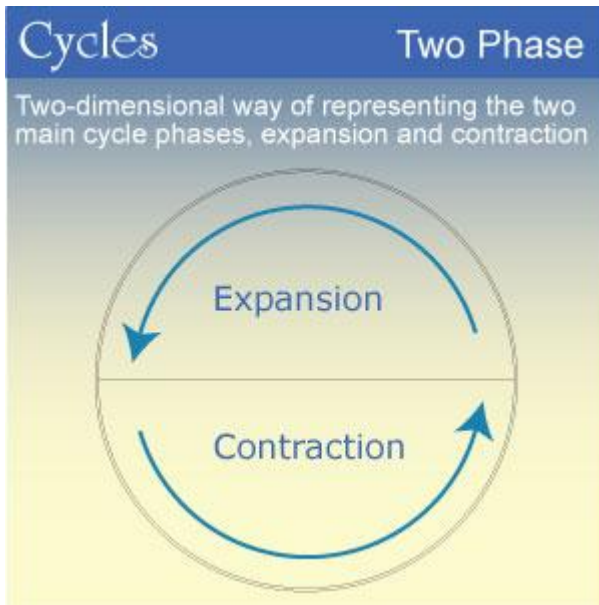 Cycles
Two Phase
Two-dimensional way of representing the two
main cycle phases, expansion and contraction
Expansion
Contraction